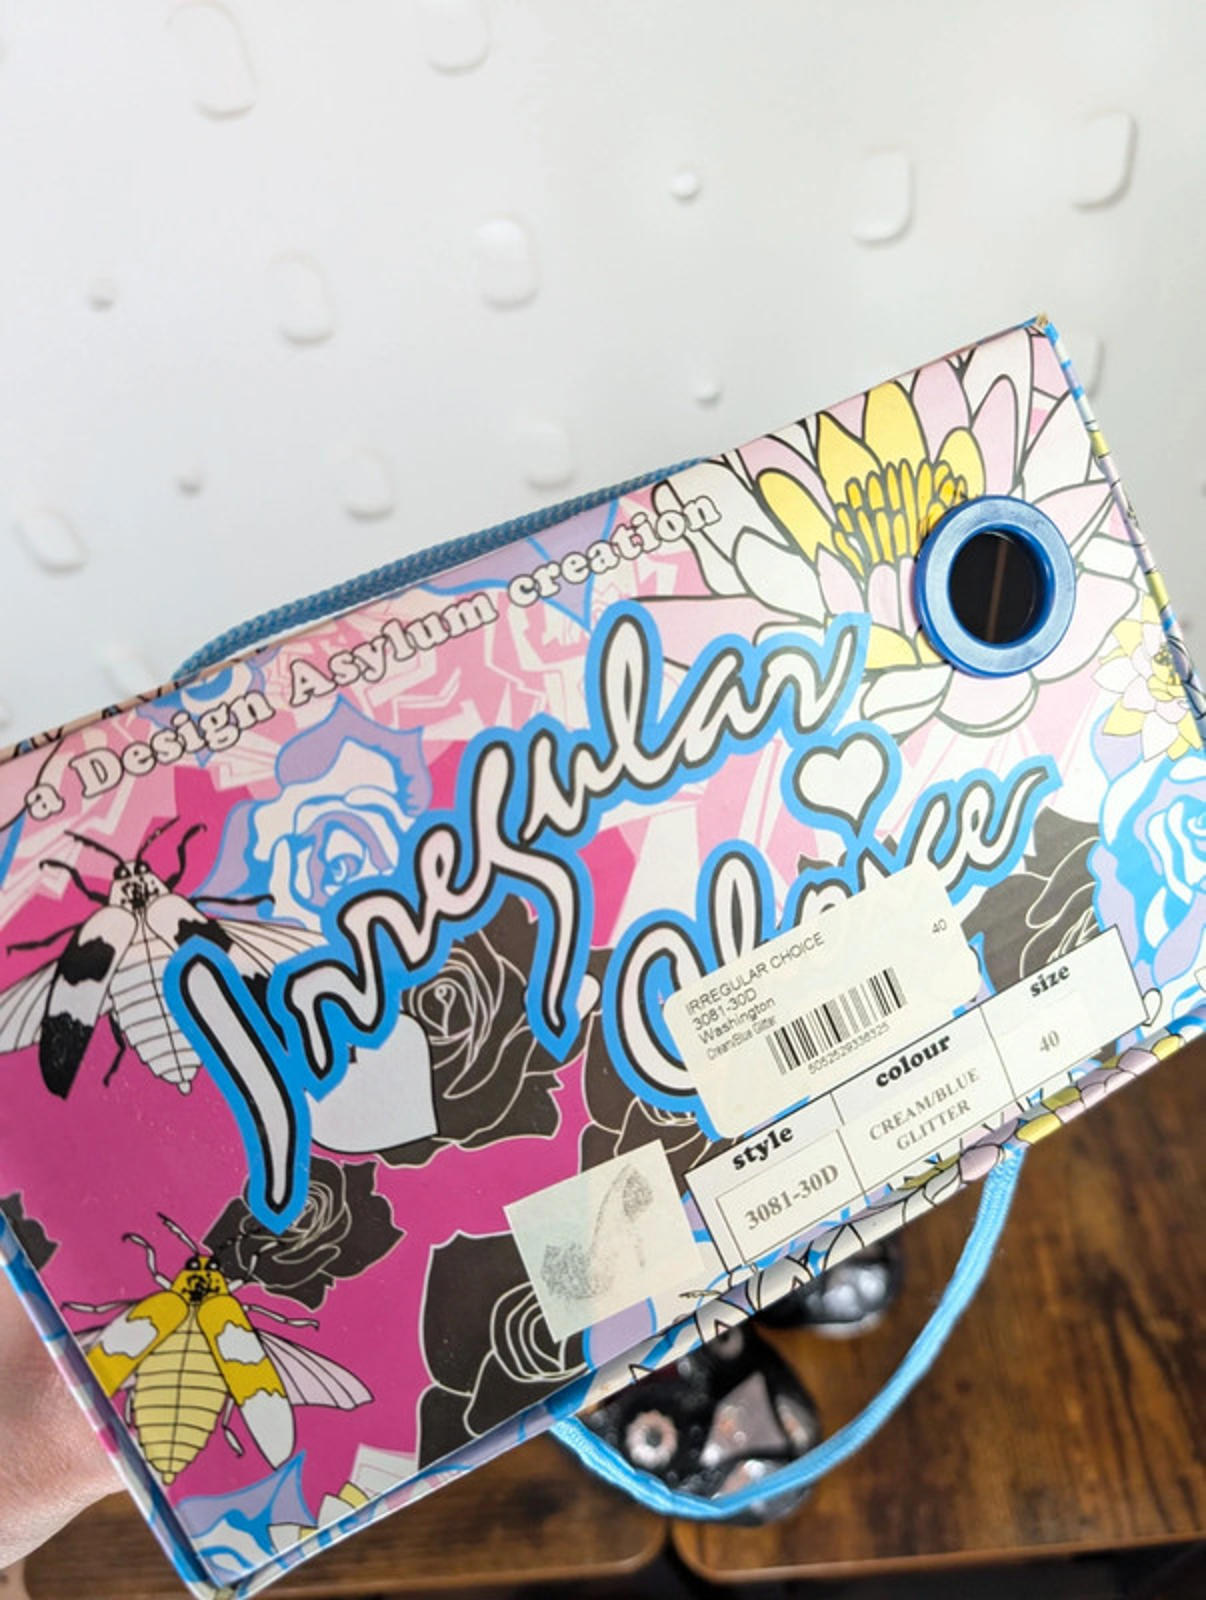 a Design Asylum creation
Irregular
Choice
IRREGULAR CHOICE 40
3081-30D
Washington
Cream/Blue Glitter
5052529336325
style colour size
3081-30D CREAM/BLUE GLITTER 40